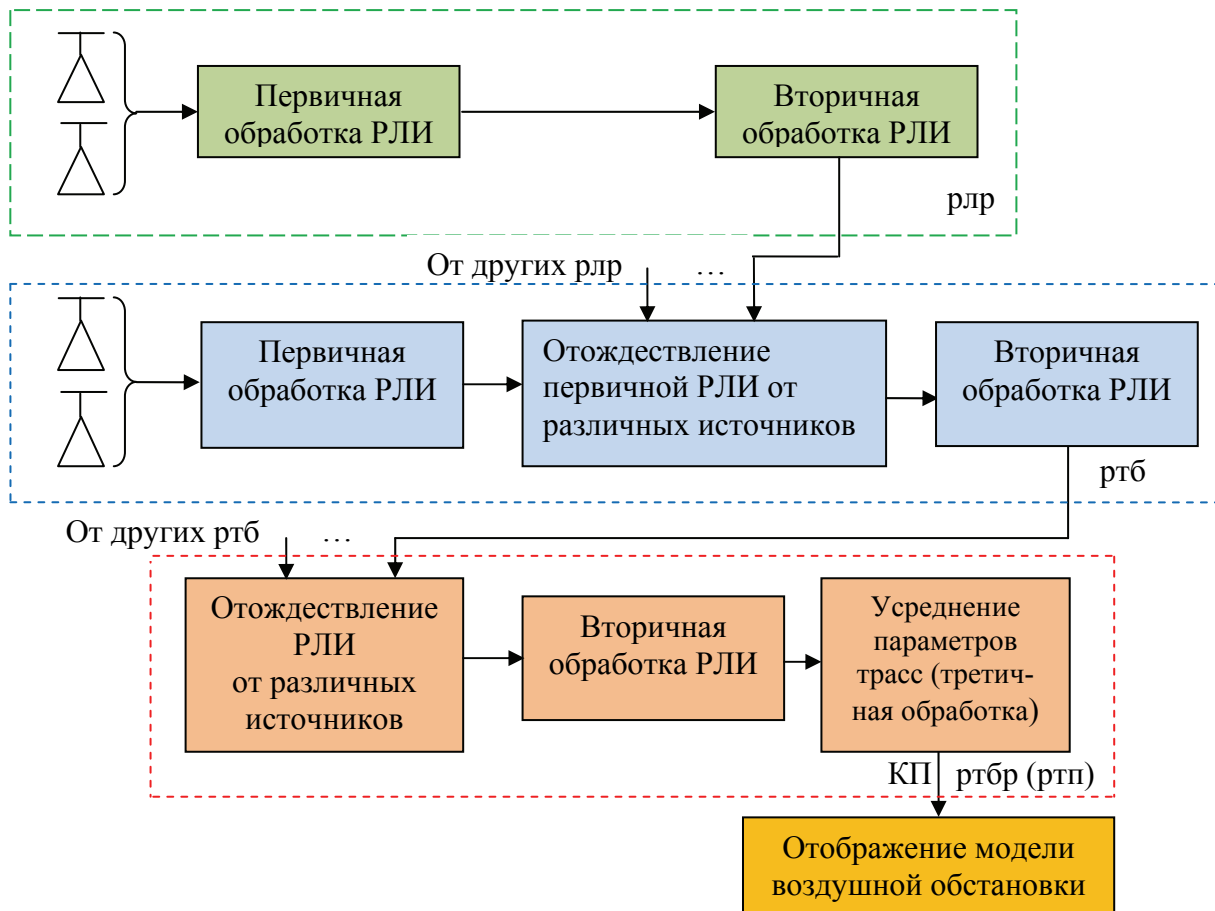 Первичная
обработка РЛИ
Вторичная
обработка РЛИ
рлр
От других рлр
…
Первичная
обработка РЛИ
Отождествление
первичной РЛИ от
различных источников
Вторичная
обработка РЛИ
ртб
От других ртб
…
Отождествление
РЛИ
от различных
источников
Вторичная
обработка РЛИ
Усреднение
параметров
трасс (третич-
ная обработка)
КП ртбр (ртп)
Отображение модели
воздушной обстановки